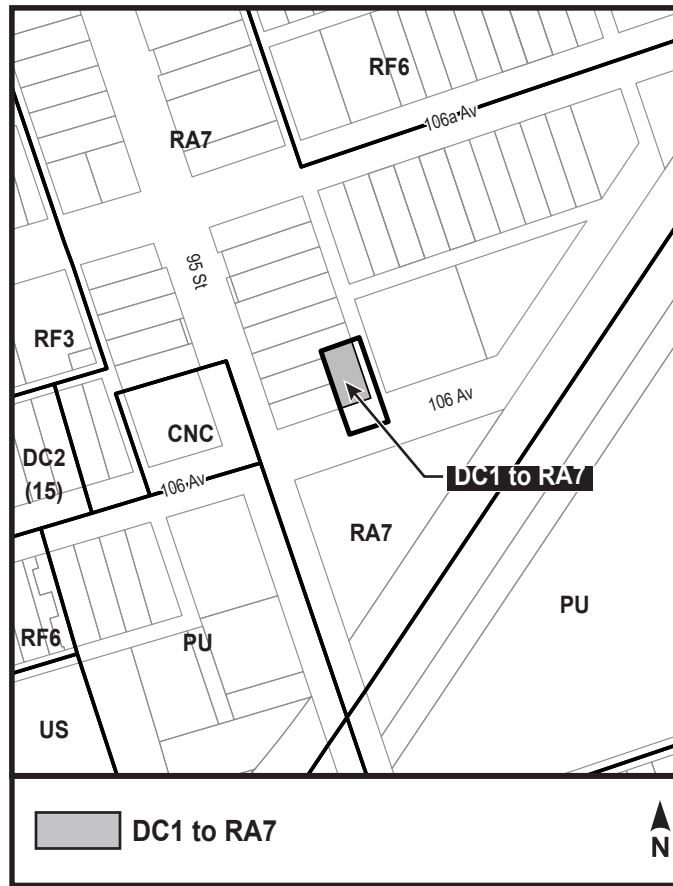 RF6
106a Av
RA7
95 St
RF3
CNC
106 Av
DC2
(15)
DC1 to RA7
106 Av
RA7
PU
RF6
PU
US
DC1 to RA7
N